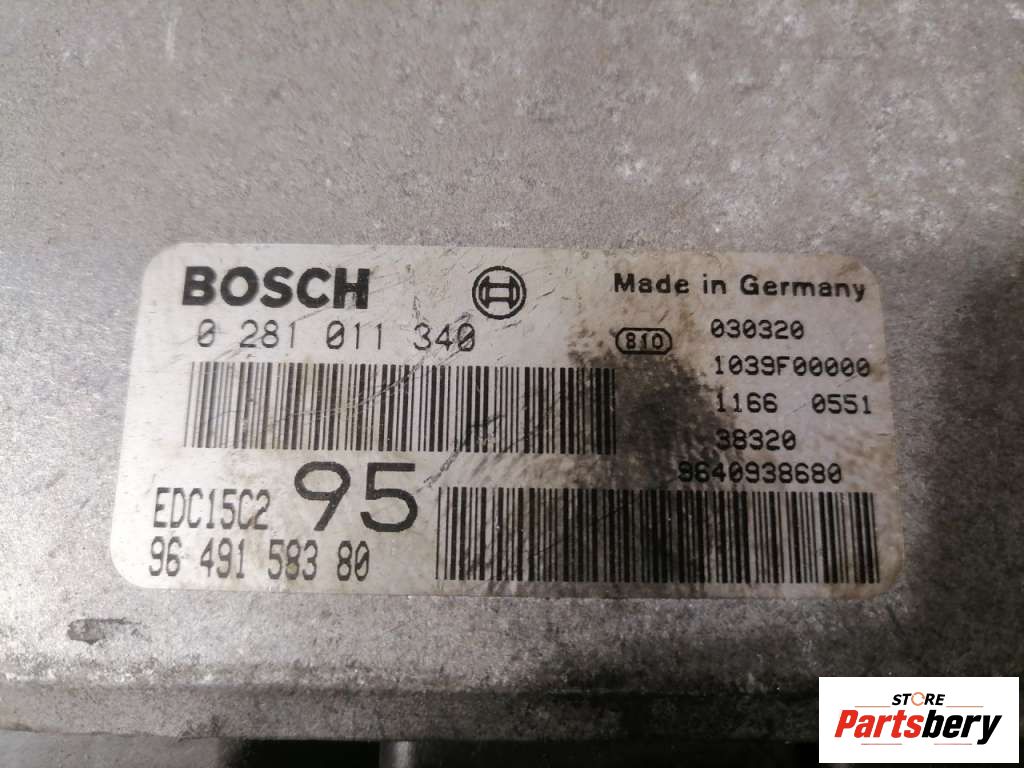 BOSCH
Made in Germany
0 281 011 340
810
030320
1039F00000
1166 0551
38320
9640938680
EDC15C2
95
96 491 583 80
STORE
Partsbery